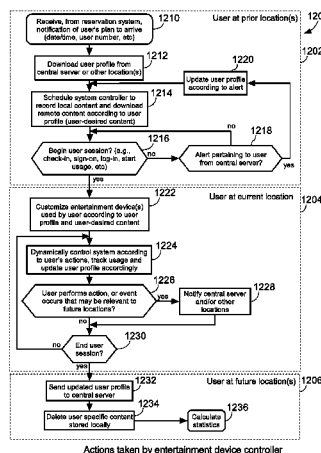 User at prior location(s)
120
1202
1210
Receive, from reservation system,
notification of user's plan to arrive
(date/time, user number, etc)
1212
Download user profile from
central server or other location(s)
1214
Schedule system controller to
record local content and download
remote content according to user
profile (user-desired content)
1220
Update user profile
according to alert
1216
Begin user session? (e.g.,
check-in, sign-on, log-in, start
usage, etc)
no
no
1218
Alert pertaining to user
from central server?
yes
yes
User at current location
1204
1222
Customize entertainment device(s)
used by user according to user
profile and user-desired content
1224
Dynamically control system according
to user's actions, track usage and
update user profile accordingly
1226
User performs action, or event
occurs that may be relevant to
future locations?
yes
1228
Notify central server
and/or other
locations
no
1230
End user
session?
no
yes
User at future location(s)
1206
1232
Send updated user profile
to central server
1234
Delete user specific content
stored locally
1236
Calculate
statistics
Actions taken by entertainment device controller